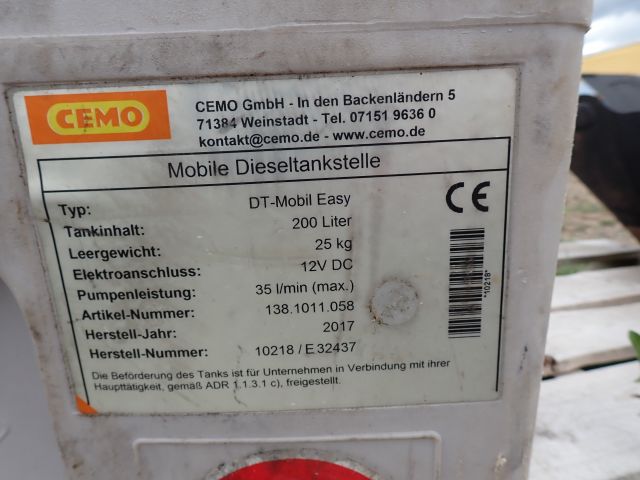 CEMO
CEMO GmbH - In den Backenländern 5
71384 Weinstadt - Tel. 07151 9636 0
kontakt@cemo.de - www.cemo.de
Mobile Dieseltankstelle
Typ: DT-Mobil Easy
Tankinhalt: 200 Liter
Leergewicht: 25 kg
Elektroanschluss: 12V DC
Pumpenleistung: 35 l/min (max.)
Artikel-Nummer: 138.1011.058
Herstell-Jahr: 2017
Herstell-Nummer: 10218 / E 32437
CE
*10218*
Die Beförderung des Tanks ist für Unternehmen in Verbindung mit ihrer
Haupttätigkeit, gemäß ADR 1.1.3.1 c), freigestellt.